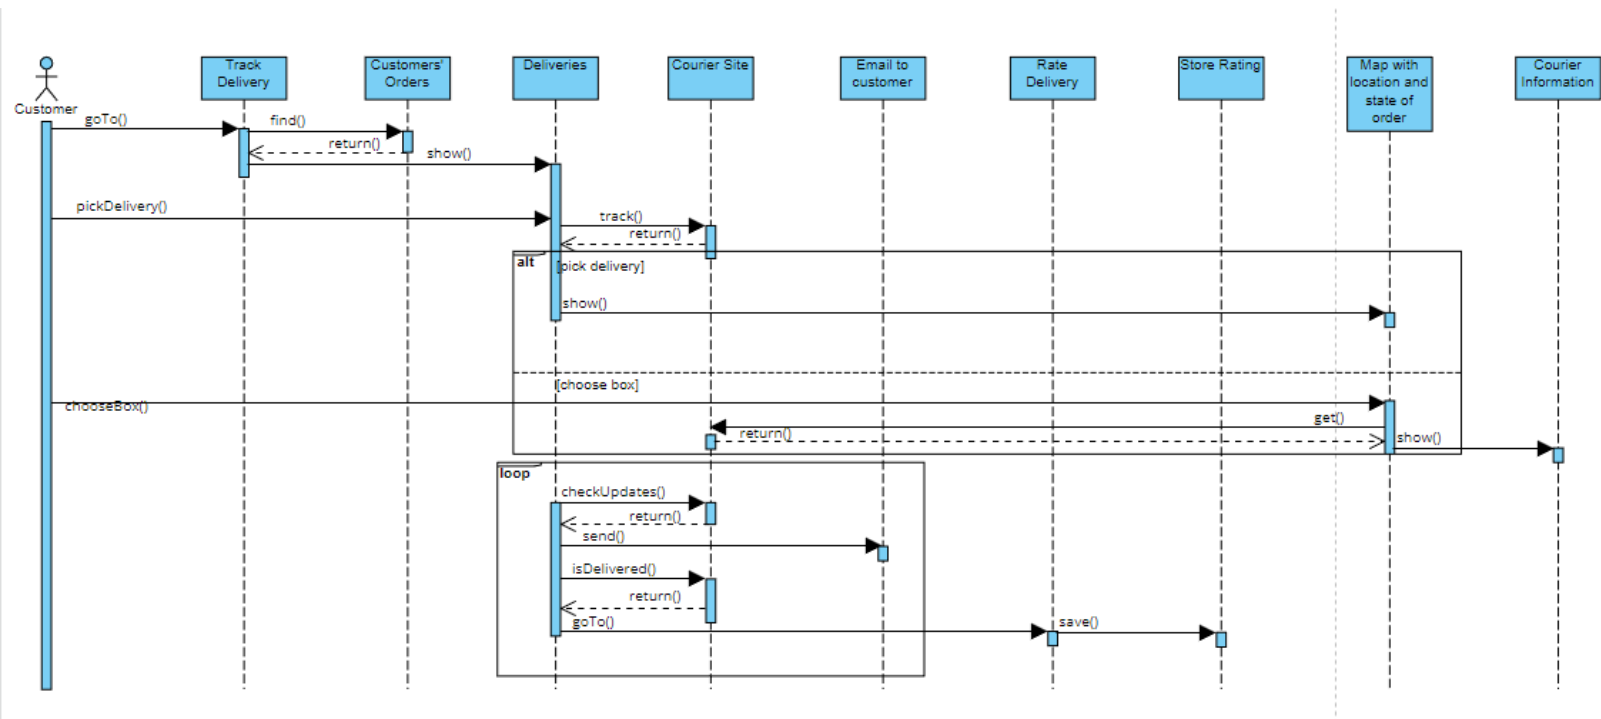 Track
Delivery
Customers'
Orders
Deliveries
Courier Site
Email to
customer
Rate
Delivery
Store Rating
Map with
location and
state of
order
Courier
Information
Customer
goTo()
find()
return()
show()
pickDelivery()
track()
return()
alt
[pick delivery]
show()
[choose box]
chooseBox()
get()
return()
show()
loop
checkUpdates()
return()
send()
isDelivered()
return()
goTo()
save()